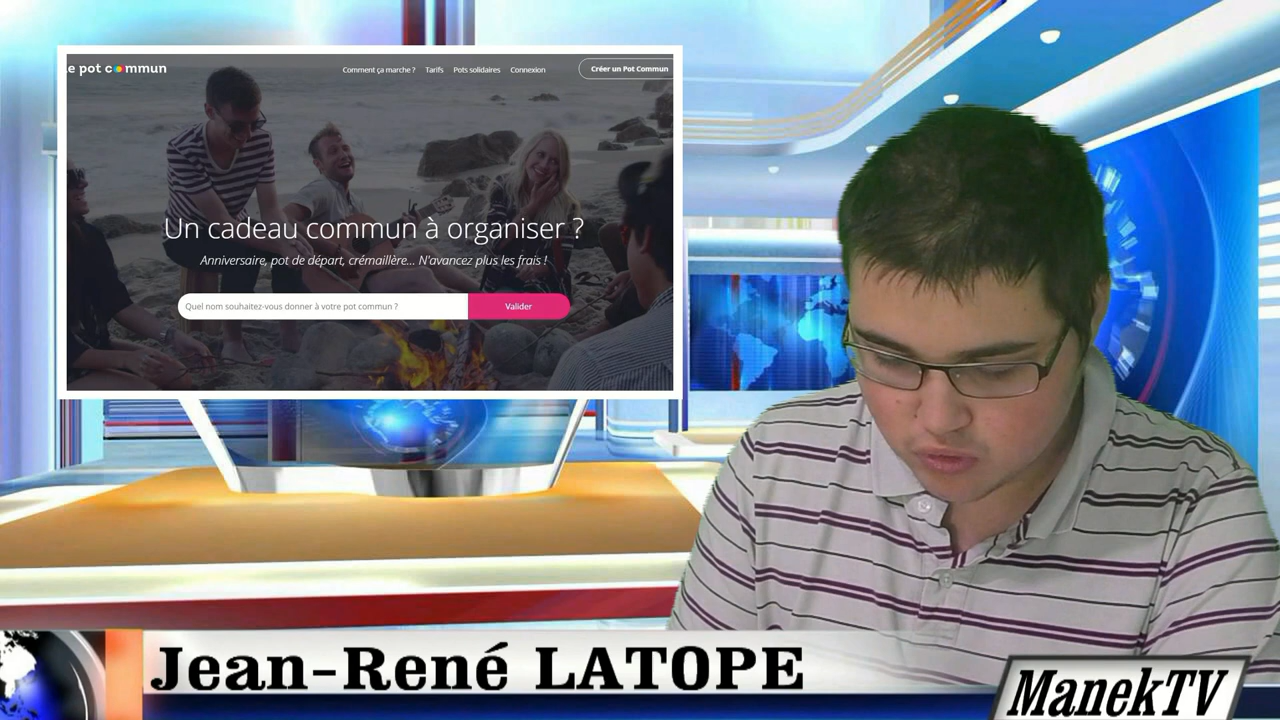 e pot commun
Comment ça marche ? Tarifs Pots solidaires Connexion Créer un Pot Commun
Un cadeau commun à organiser ?
Anniversaire, pot de départ, crémaillère... N'avancez plus les frais !
Quel nom souhaitez-vous donner à votre pot commun ? Valider
Jean-René LATOPE
ManekTV